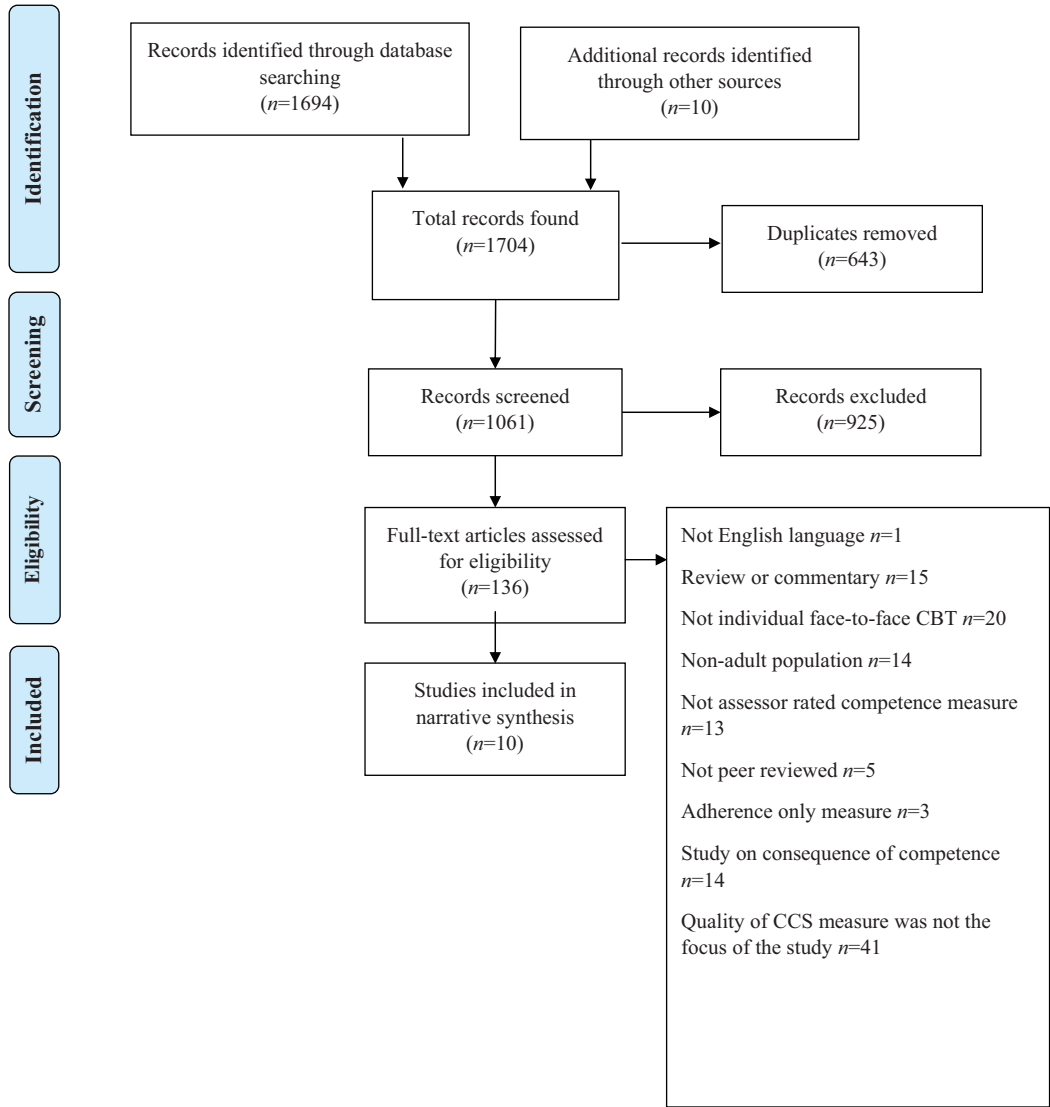 Identification
Records identified through database
searching
(n=1694)
Additional records identified
through other sources
(n=10)
Total records found
(n=1704)
Duplicates removed
(n=643)
Screening
Records screened
(n=1061)
Records excluded
(n=925)
Eligibility
Full-text articles assessed
for eligibility
(n=136)
Not English language n=1
Review or commentary n=15
Not individual face-to-face CBT n=20
Non-adult population n=14
Not assessor rated competence measure
n=13
Not peer reviewed n=5
Adherence only measure n=3
Study on consequence of competence
n=14
Quality of CCS measure was not the
focus of the study n=41
Included
Studies included in
narrative synthesis
(n=10)